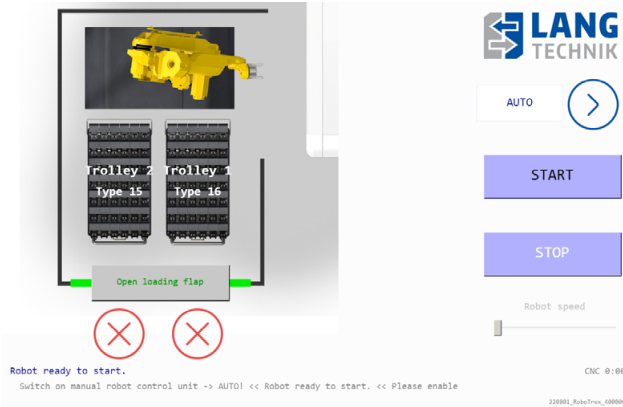 LANG
TECHNIK
AUTO
Trolley 2
Type 15
Trolley 1
Type 16
START
STOP
Open loading flap
Robot speed
Robot ready to start.
CNC 0:00
Switch on manual robot control unit -> AUTO! << Robot ready to start. << Please enable